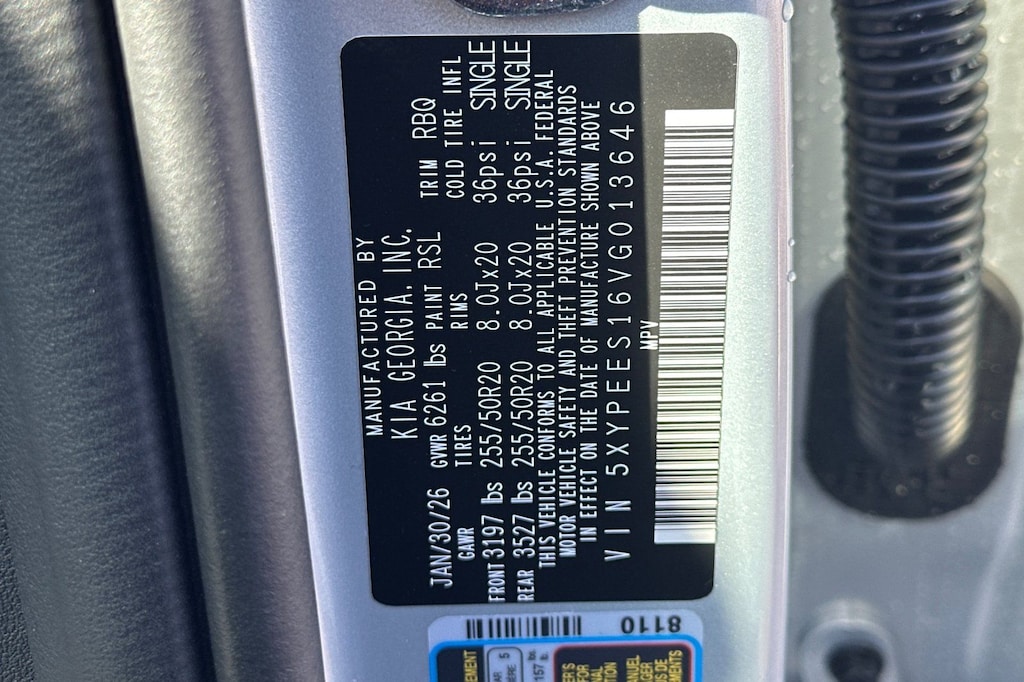 MANUFACTURED BY
KIA GEORGIA, INC.
JAN/30/26 GVWR 6261 lbs PAINT RSL TRIM RBQ
GAWR TIRES RIMS COLD TIRE INFL
FRONT 3197 lbs 255/50R20 8.0Jx20 36psi SINGLE
REAR 3527 lbs 255/50R20 8.0Jx20 36psi SINGLE
THIS VEHICLE CONFORMS TO ALL APPLICABLE U.S.A. FEDERAL
MOTOR VEHICLE SAFETY AND THEFT PREVENTION STANDARDS
IN EFFECT ON THE DATE OF MANUFACTURE SHOWN ABOVE
VIN 5XYPEES16VG013646
MPV
8110
5